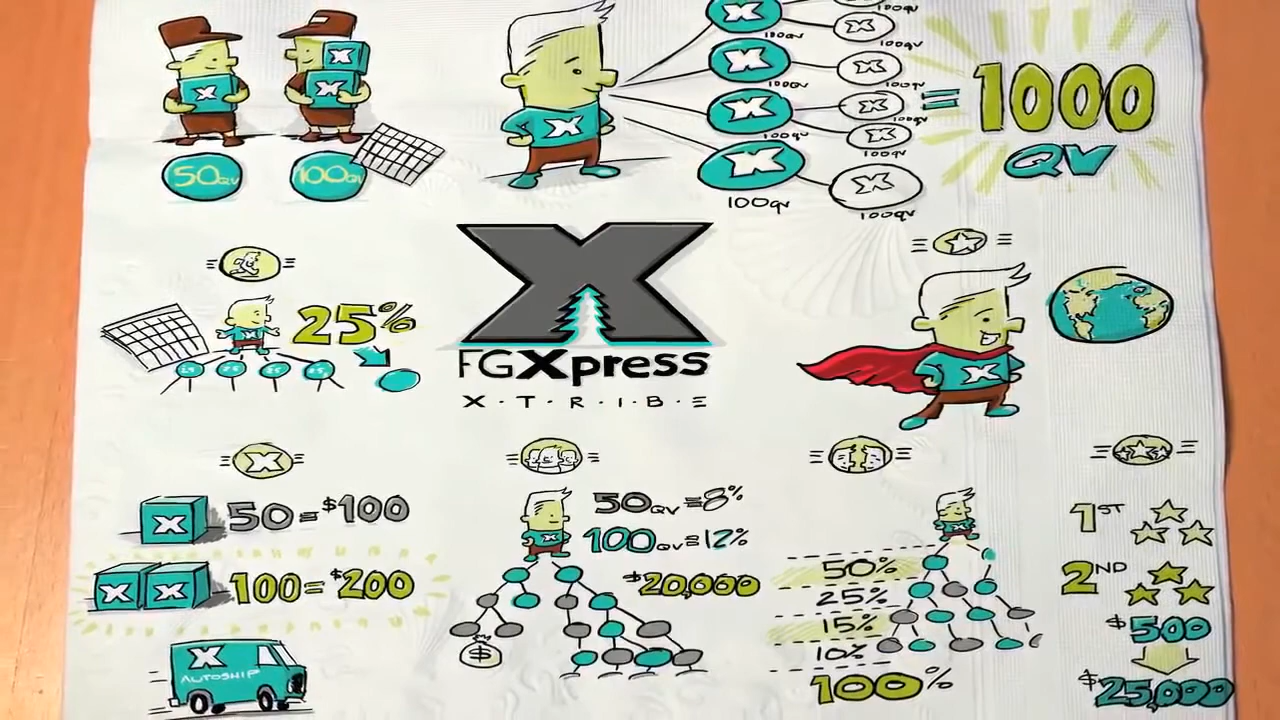 X
X
X
50QV
100QV
X
X
X
X
X
X
X
X
X
X
100QV
100QV
100QV
100QV
100QV
100QV
100QV
100QV
100QV
= 1000
QV
25%
X
FGXpress
X·T·R·I·B·E
X
X
X
50 = $100
X X
100 = $200
X
AUTOSHIP
X
50QV = 8%
100QV = 12%
$20,000
$
X
50%
25%
15%
10%
100%
1ST
2ND
$500
$25,000